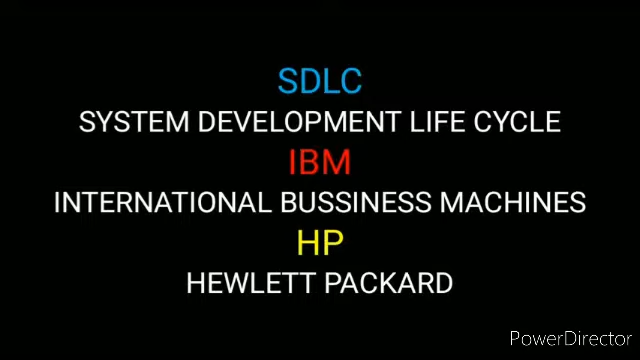 SDLC
SYSTEM DEVELOPMENT LIFE CYCLE
IBM
INTERNATIONAL BUSSINESS MACHINES
HP
HEWLETT PACKARD
PowerDirector